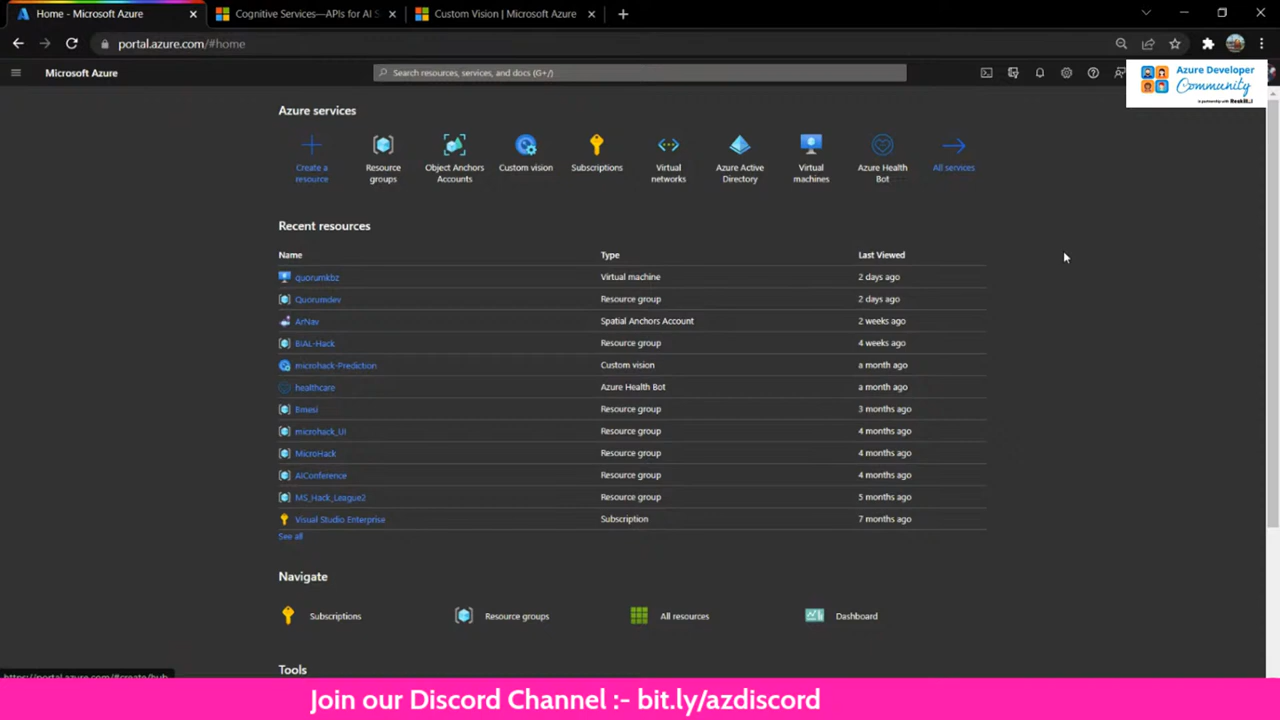 Home - Microsoft Azure
Cognitive Services—APIs for AI S
Custom Vision | Microsoft Azure
portal.azure.com/#home
Microsoft Azure
Search resources, services, and docs (G+/)
Azure Developer
Community
Azure services
Create a resource
Resource groups
Object Anchors Accounts
Custom vision
Subscriptions
Virtual networks
Azure Active Directory
Virtual machines
Azure Health Bot
All services
Recent resources
Name Type Last Viewed
quorumkbz Virtual machine 2 days ago
Quorumdev Resource group 2 days ago
ArNav Spatial Anchors Account 2 weeks ago
BIAL-Hack Resource group 4 weeks ago
microhack-Prediction Custom vision a month ago
healthcare Azure Health Bot a month ago
Emesi Resource group 3 months ago
microhack_UI Resource group 4 months ago
MicroHack Resource group 4 months ago
AIConference Resource group 4 months ago
MS_Hack_League2 Resource group 5 months ago
Visual Studio Enterprise Subscription 7 months ago
See all
Navigate
Subscriptions
Resource groups
All resources
Dashboard
Tools
https://portal.azure.com/#create/hub
Join our Discord Channel :- bit.ly/azdiscord